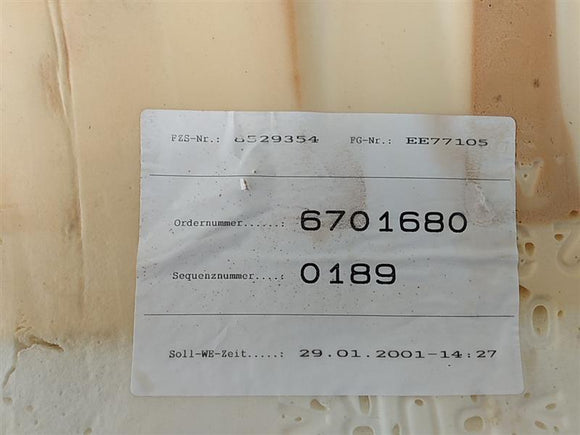 FZS-Nr.: 6529354 FG-Nr.: EE77105
Ordernummer.....: 6701680
Sequenznummer....: 0189
Soll-WE-Zeit.....: 29.01.2001-14:27